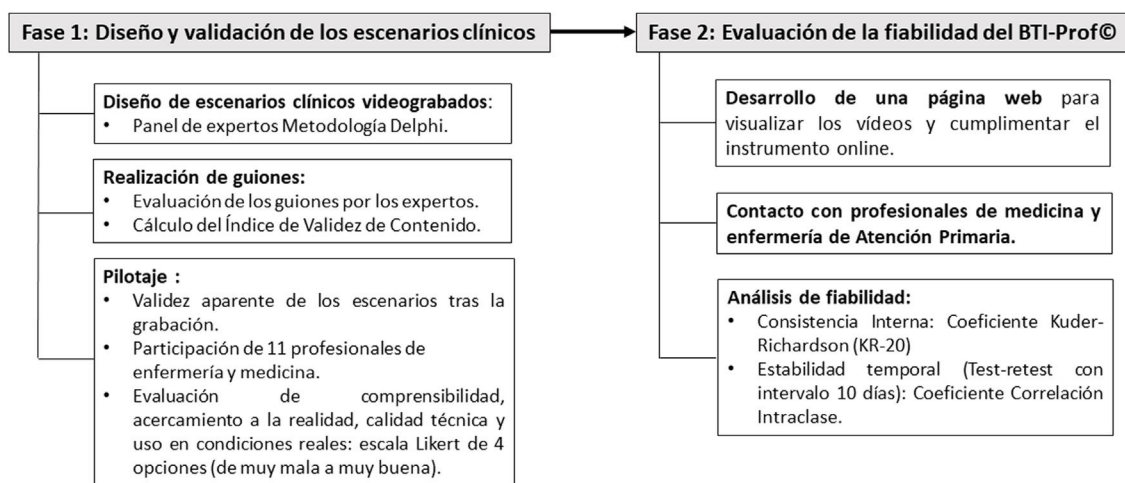 Fase 1: Diseño y validación de los escenarios clínicos
Diseño de escenarios clínicos videograbados:
• Panel de expertos Metodología Delphi.
Realización de guiones:
• Evaluación de los guiones por los expertos.
• Cálculo del Índice de Validez de Contenido.
Pilotaje :
• Validez aparente de los escenarios tras la
grabación.
• Participación de 11 profesionales de
enfermería y medicina.
• Evaluación de comprensibilidad,
acercamiento a la realidad, calidad técnica y
uso en condiciones reales: escala Likert de 4
opciones (de muy mala a muy buena).
Fase 2: Evaluación de la fiabilidad del BTI-Prof©
Desarrollo de una página web para
visualizar los vídeos y cumplimentar el
instrumento online.
Contacto con profesionales de medicina y
enfermería de Atención Primaria.
Análisis de fiabilidad:
• Consistencia Interna: Coeficiente Kuder-
Richardson (KR-20)
• Estabilidad temporal (Test-retest con
intervalo 10 días): Coeficiente Correlación
Intraclase.